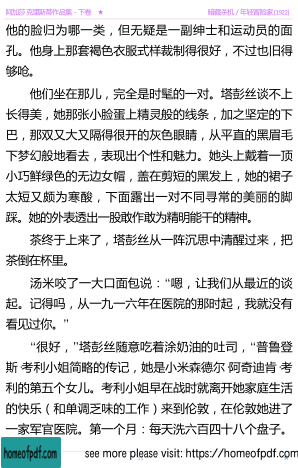 阿加莎.克里斯蒂作品集－下卷 ★ 暗藏杀机／年轻冒险家(1922)
他的脸归为哪一类，但无疑是一副绅士和运动员的面
孔。他身上那套褐色衣服式样裁制得很好，不过也旧得
够呛。
他们坐在那儿，完全是时髦的一对。塔彭丝谈不上
长得美，她那张小脸蛋上精灵般的线条，加之坚定的下
巴，那双又大又隔得很开的灰色眼睛，从平直的黑眉毛
下梦幻般地看去，表现出个性和魅力。她头上戴着一顶
小巧鲜绿色的无边女帽，盖在剪短的黑发上，她的裙子
太短又颇为寒酸，下面露出一对不同寻常的美丽的脚
踝。她的外表透出一股敢作敢为精明能干的精神。
茶终于上来了，塔彭丝从一阵沉思中清醒过来，把
茶倒在杯里。
汤米咬了一大口面包说：“嗯，让我们从最近的谈
起。记得吗，从一九一六年在医院的那时起，我就没有
看见过你。”
“很好，”塔彭丝随意吃着涂奶油的吐司，“普鲁登
斯 考利小姐简略的传记，她是小米森德尔 阿奇迪肯 考
利的第五个女儿。考利小姐早在战时就离开她家庭生活
的快乐（和单调乏味的工作）来到伦敦，在伦敦她进了
一家军官医院。第一个月：每天洗六百四十八个盘子。
homeofpdf.com see more please visit: https://homeofpdf.com